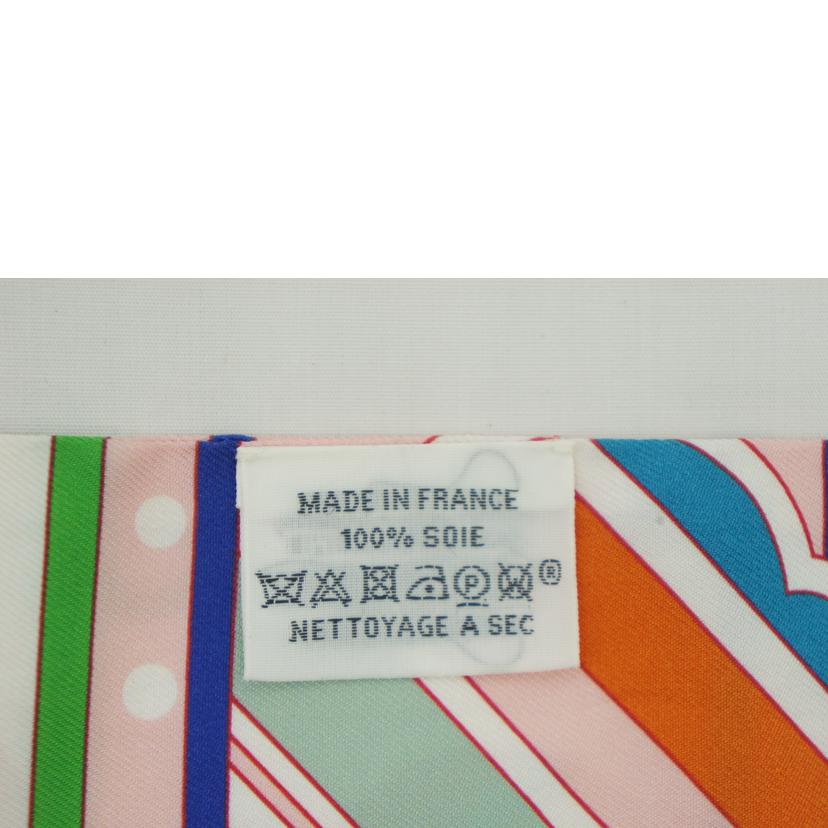 MADE IN FRANCE
100% SOIE
P ®
NETTOYAGE A SEC